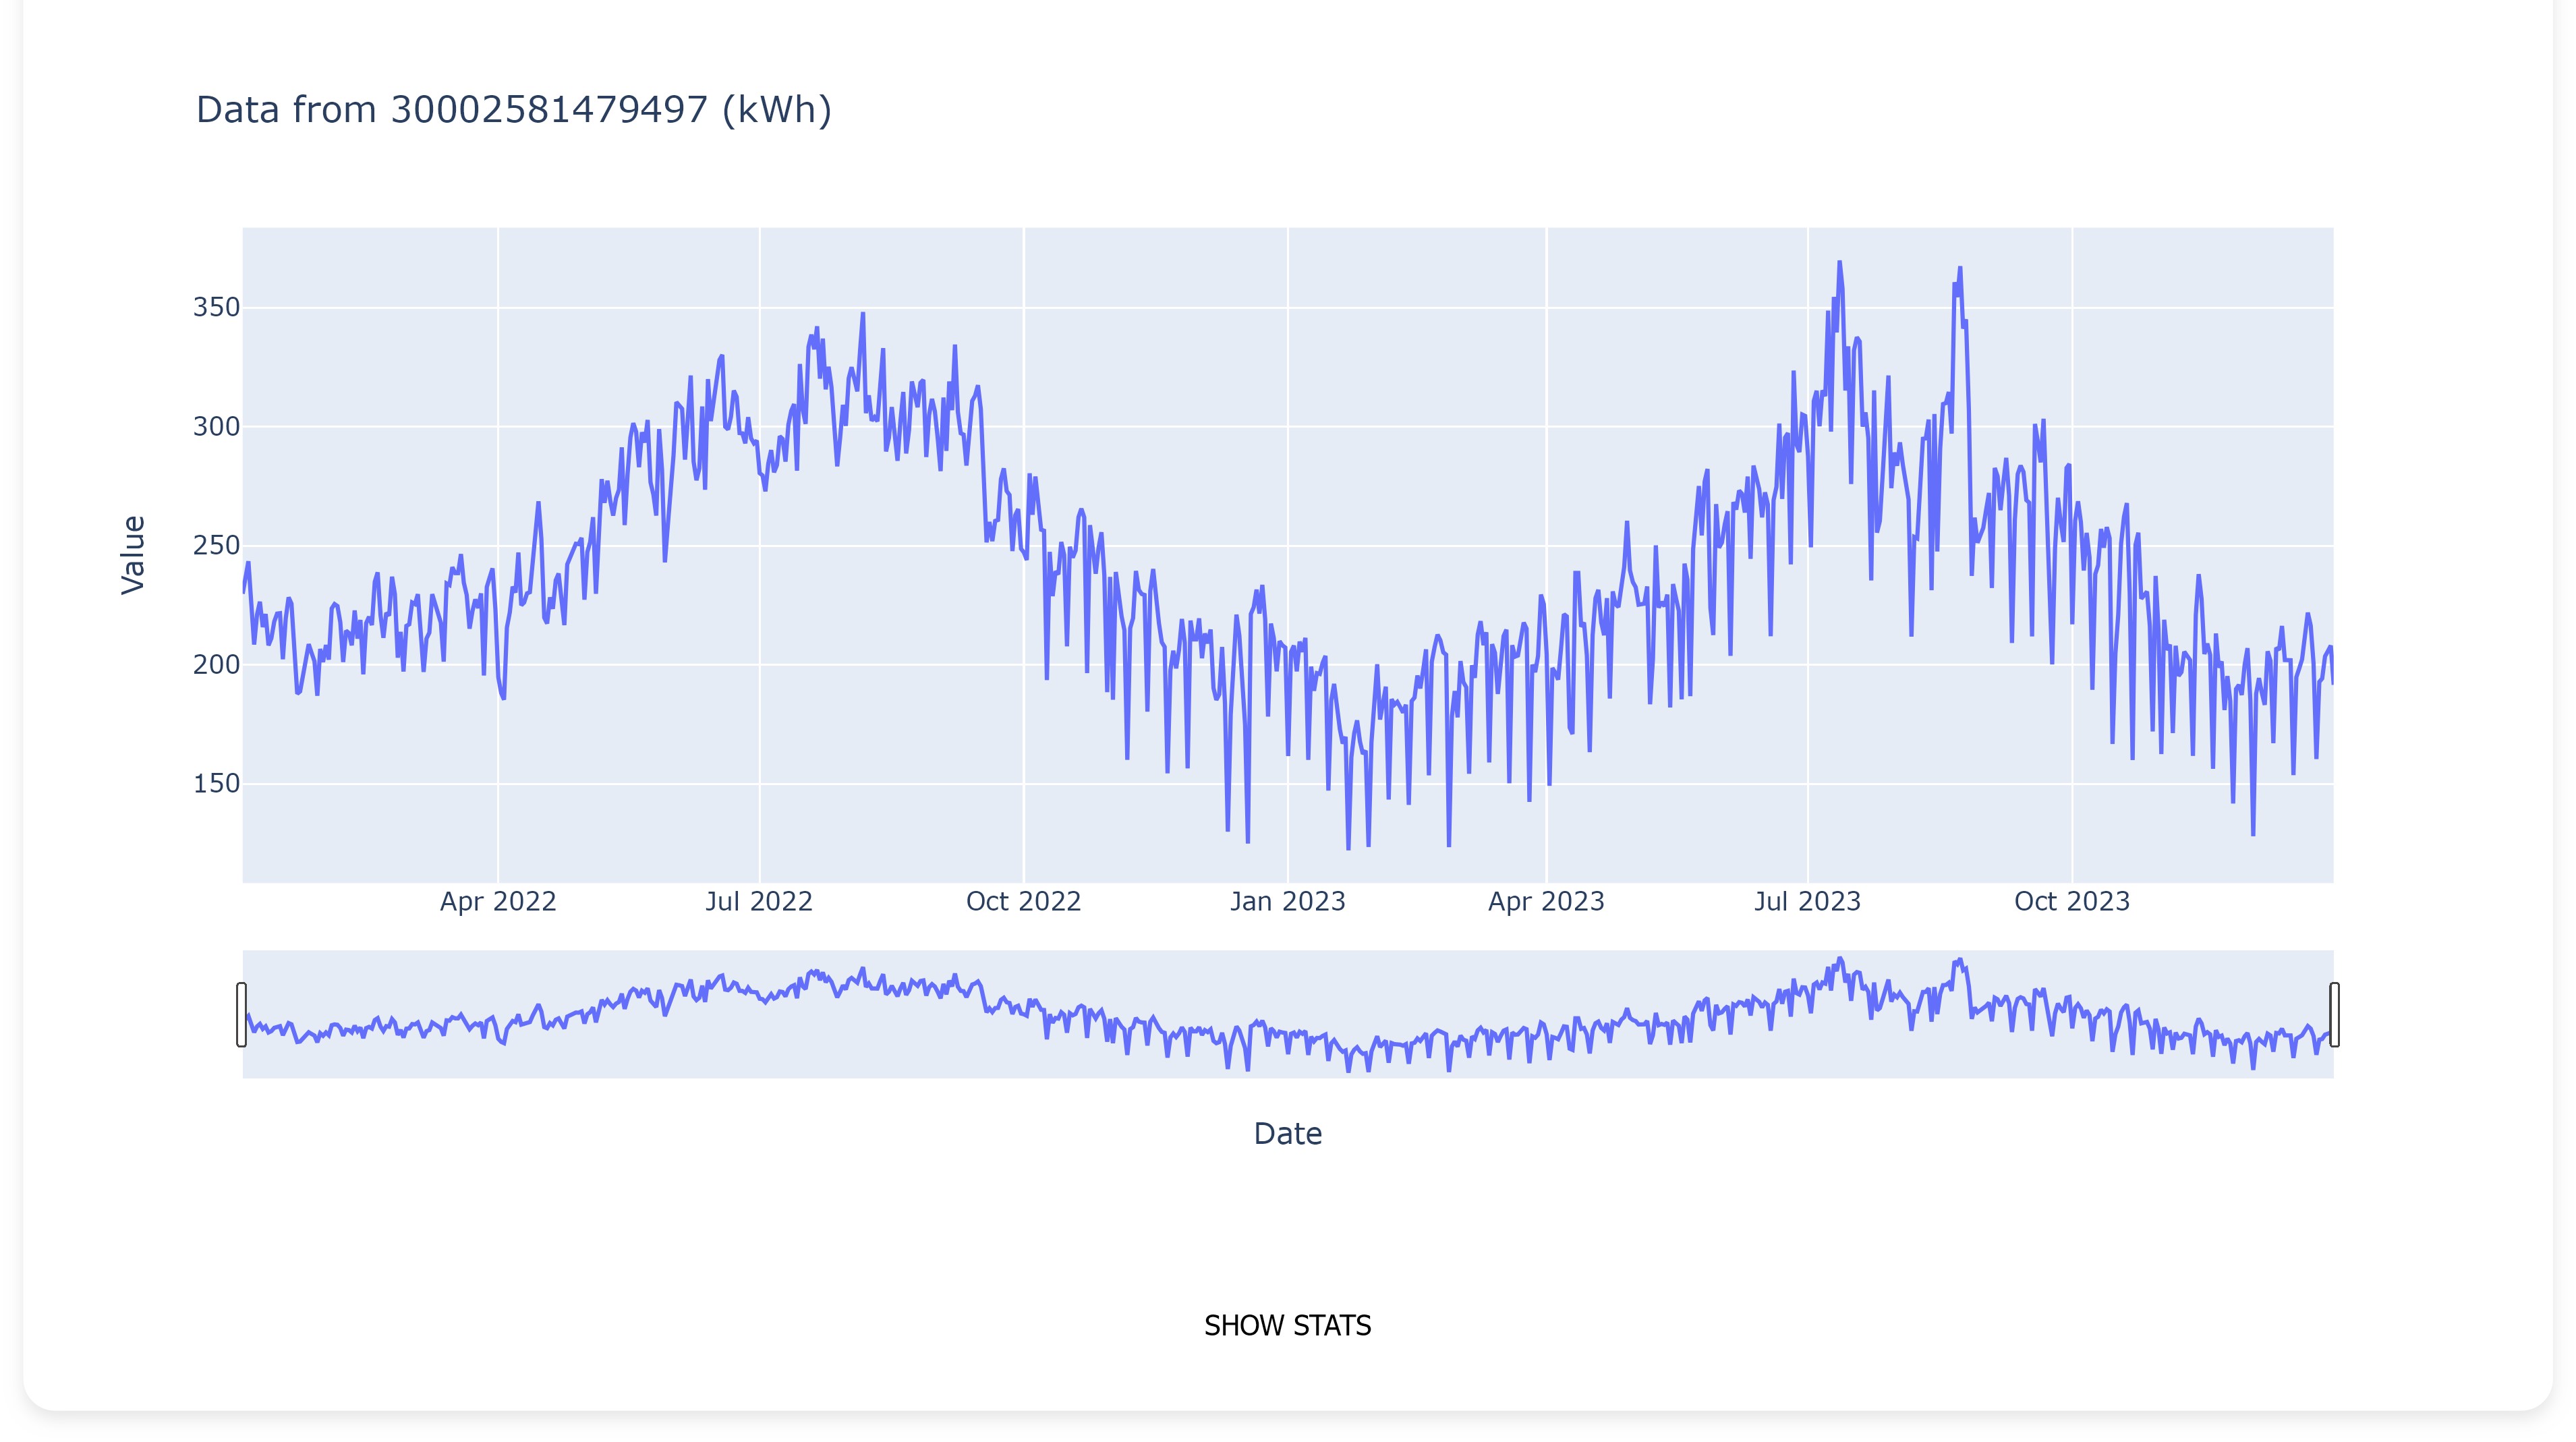 Data from 30002581479497 (kWh)
Value
350
300
250
200
150
Apr 2022
Jul 2022
Oct 2022
Jan 2023
Apr 2023
Jul 2023
Oct 2023
Date
SHOW STATS